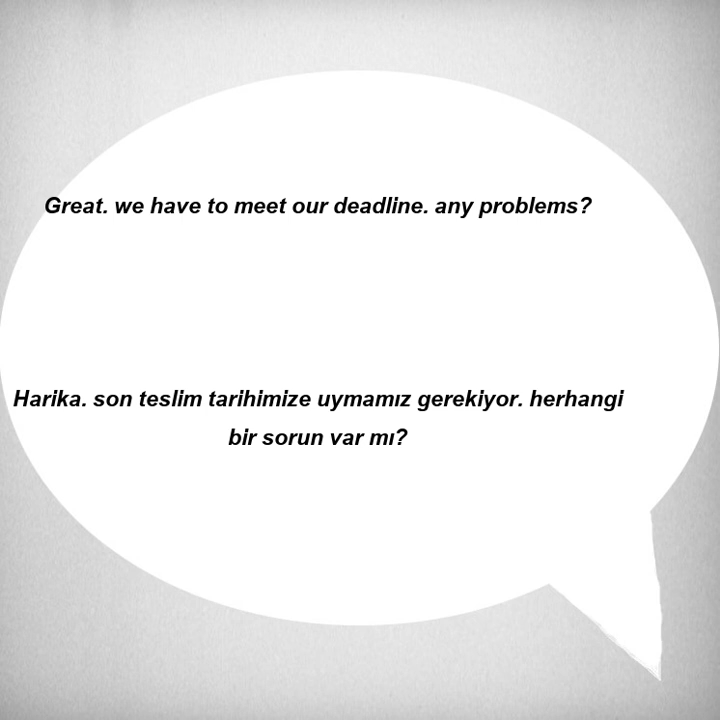 Great. we have to meet our deadline. any problems?
Harika. son teslim tarihimize uymamız gerekiyor. herhangi
bir sorun var mı?